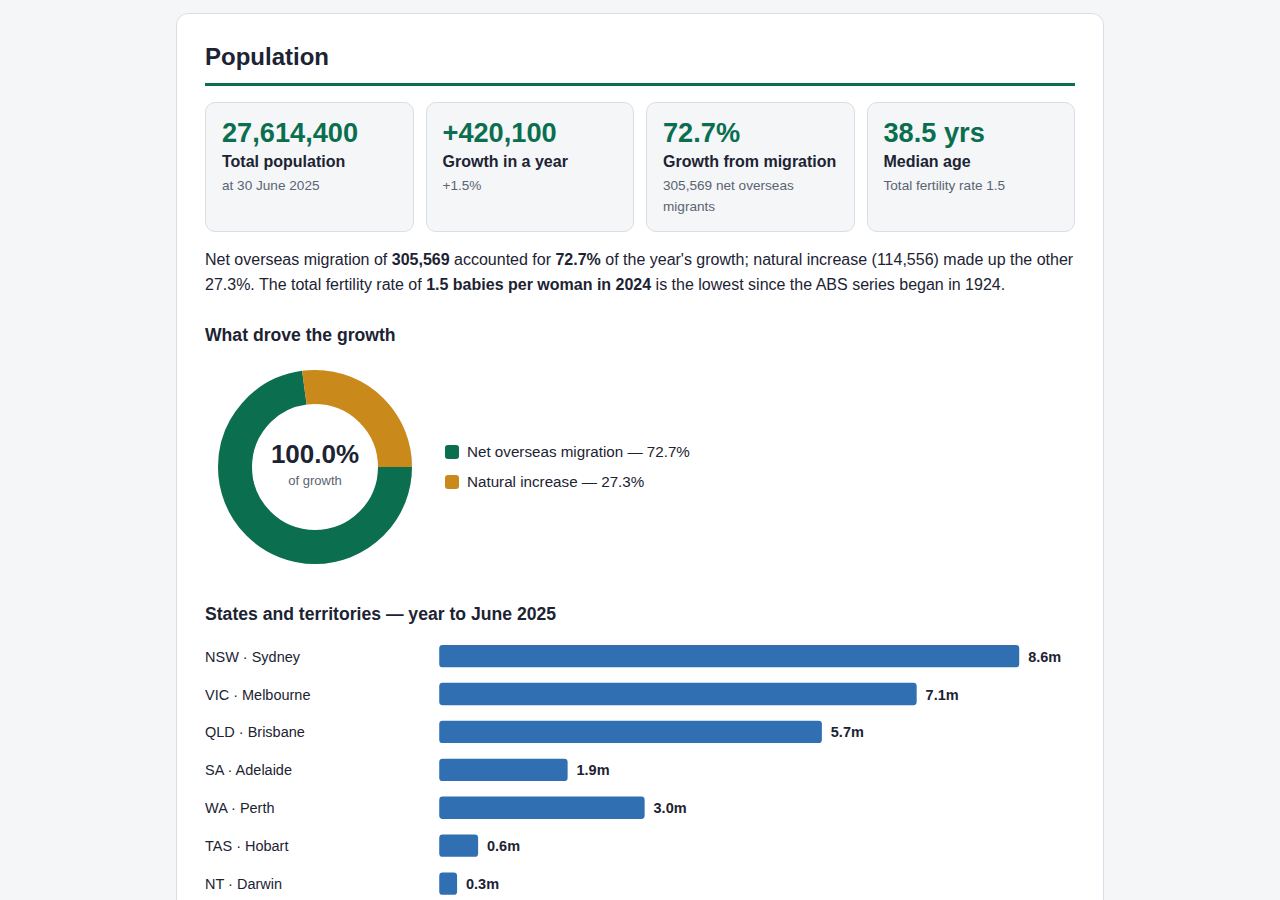 Population
27,614,400
Total population
at 30 June 2025
+420,100
Growth in a year
+1.5%
72.7%
Growth from migration
305,569 net overseas
migrants
38.5 yrs
Median age
Total fertility rate 1.5
Net overseas migration of 305,569 accounted for 72.7% of the year's growth; natural increase (114,556) made up the other
27.3%. The total fertility rate of 1.5 babies per woman in 2024 is the lowest since the ABS series began in 1924.
What drove the growth
100.0%
of growth
Net overseas migration — 72.7%
Natural increase — 27.3%
States and territories — year to June 2025
NSW · Sydney 8.6m
VIC · Melbourne 7.1m
QLD · Brisbane 5.7m
SA · Adelaide 1.9m
WA · Perth 3.0m
TAS · Hobart 0.6m
NT · Darwin 0.3m